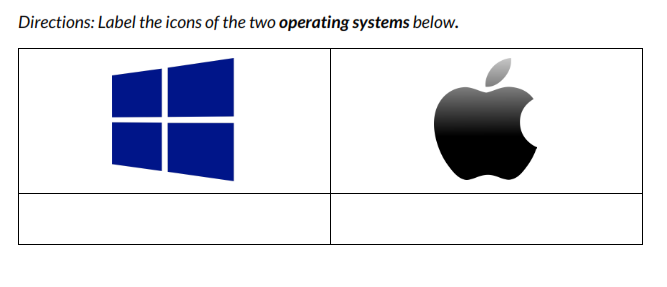 Directions: Label the icons of the two operating systems below.